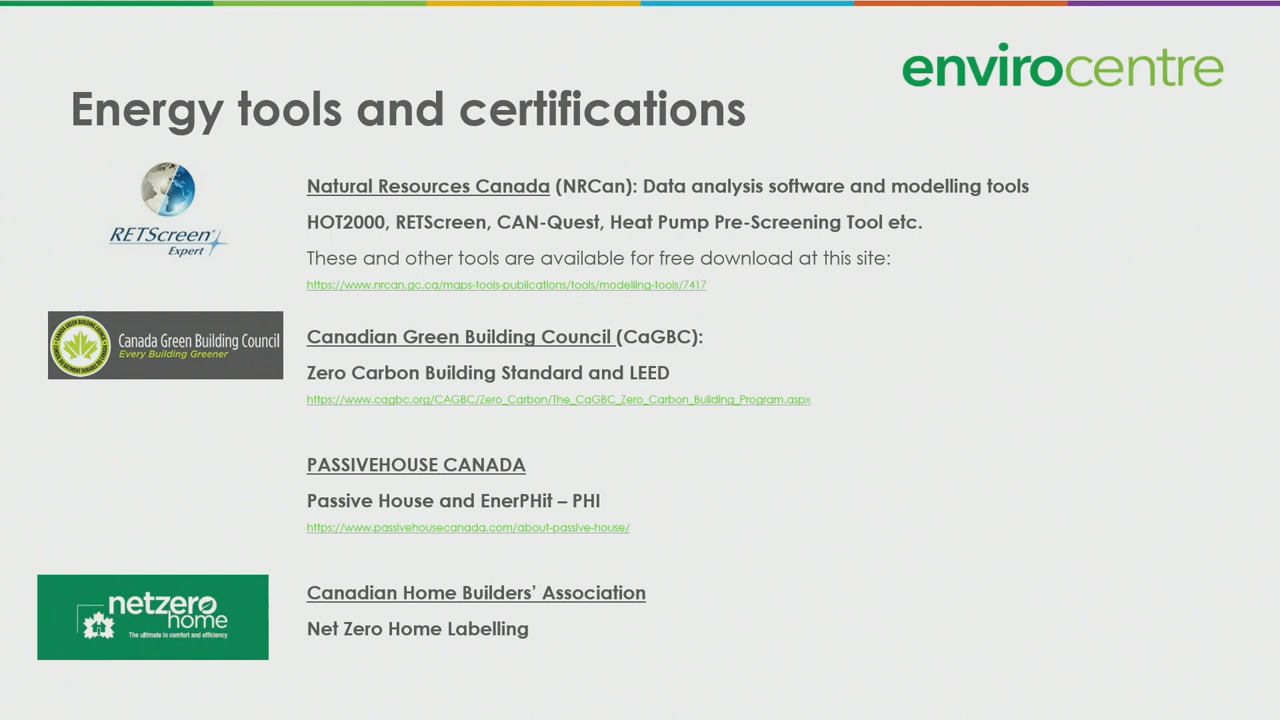 envirocentre
Energy tools and certifications
RETScreen
Expert
Natural Resources Canada (NRCan): Data analysis software and modelling tools
HOT2000, RETScreen, CAN-Quest, Heat Pump Pre-Screening Tool etc.
These and other tools are available for free download at this site:
https://www.nrcan.gc.ca/maps-tools-publications/tools/modelling-tools/7417
Canada Green Building Council
Every Building Greener
Canadian Green Building Council (CaGBC):
Zero Carbon Building Standard and LEED
https://www.cagbc.org/CAGBC/Zero_Carbon/The_CaGBC_Zero_Carbon_Building_Program.aspx
PASSIVEHOUSE CANADA
Passive House and EnerPHit – PHI
https://www.passivehousecanada.com/about-passive-house/
netzero
home
The ultimate in comfort and efficiency
Canadian Home Builders’ Association
Net Zero Home Labelling